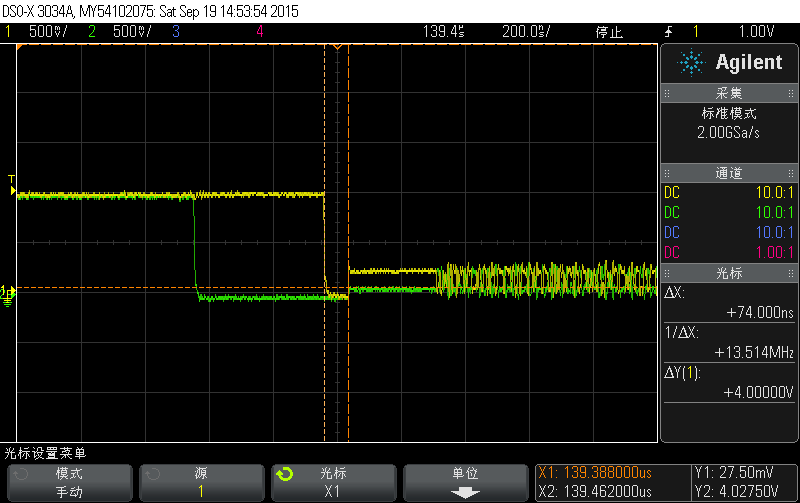 DSO-X 3034A, MY54102075: Sat Sep 19 14:53:54 2015
1 500%/ 2 500%/ 3 4 139.4% 200.0%/ 停止 1 1.00V
Agilent
采集
标准模式
2.00GSa/s
通道
DC 10.0:1
DC 10.0:1
DC 10.0:1
DC 1.00:1
光标
ΔX:
+74.000ns
1/ΔX:
+13.514MHz
ΔY(1):
+4.00000V
T
光标设置菜单
模式
手动
源
1
光标
X1
单位
X1: 139.388000us
X2: 139.462000us
Y1: 27.50mV
Y2: 4.02750V